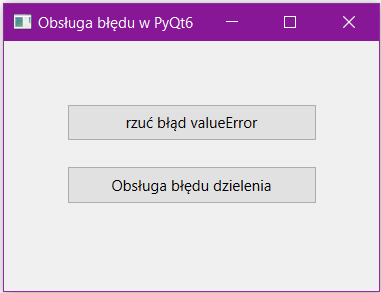 Obsługa błędu w PyQt6
rzuć błąd valueError
Obsługa błędu dzielenia